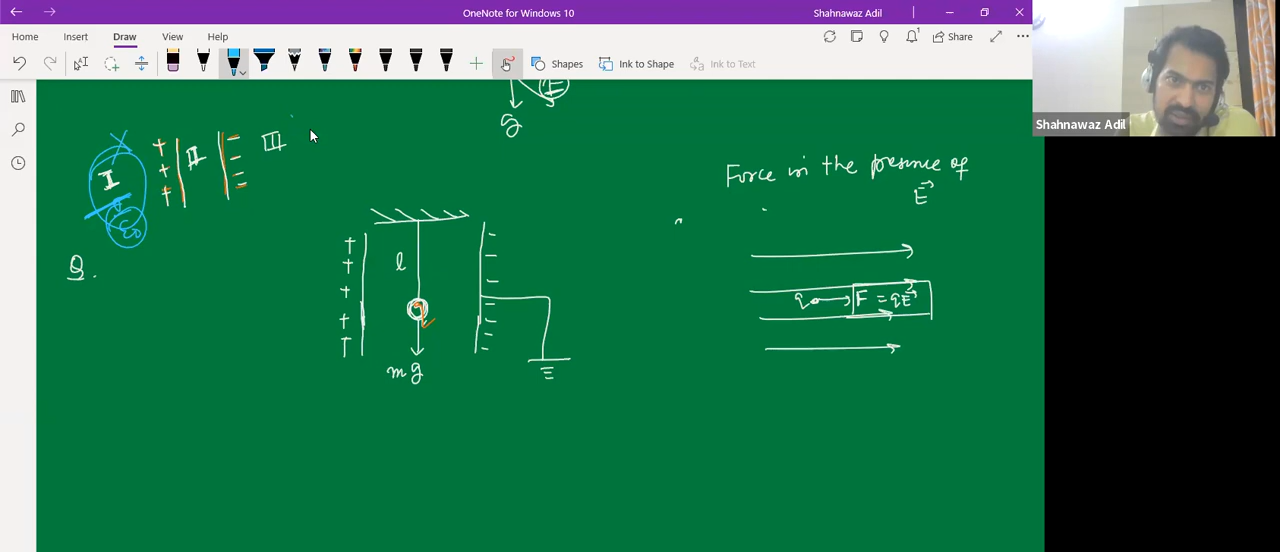 OneNote for Windows 10
Shahnawaz Adil
Home Insert Draw View Help
Share
Shapes
Ink to Shape
Ink to Text
E
g
Shahnawaz Adil
X
I
+ + +
II
- - - -
III
ε0
Force in the presence of
E
Q.
+ + + + +
l
- - - - - -
q
mg
q
F = qE